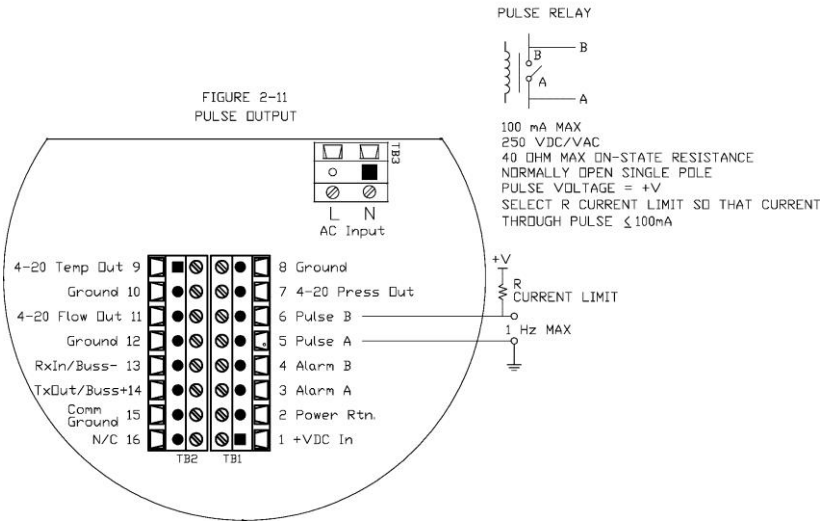 PULSE RELAY
B
B
A
A
100 mA MAX
250 VDC/VAC
40 OHM MAX ON-STATE RESISTANCE
NORMALLY OPEN SINGLE POLE
PULSE VOLTAGE = +V
SELECT R CURRENT LIMIT SO THAT CURRENT
THROUGH PULSE ≤100mA
FIGURE 2-11
PULSE OUTPUT
TB3
L N
AC Input
4-20 Temp Out 9
Ground 10
4-20 Flow Out 11
Ground 12
RxIn/Buss- 13
TxOut/Buss+14
Comm
Ground 15
N/C 16
TB2 TB1
8 Ground
7 4-20 Press Out
6 Pulse B
5 Pulse A
4 Alarm B
3 Alarm A
2 Power Rtn.
1 +VDC In
+V
R
CURRENT LIMIT
1 Hz MAX